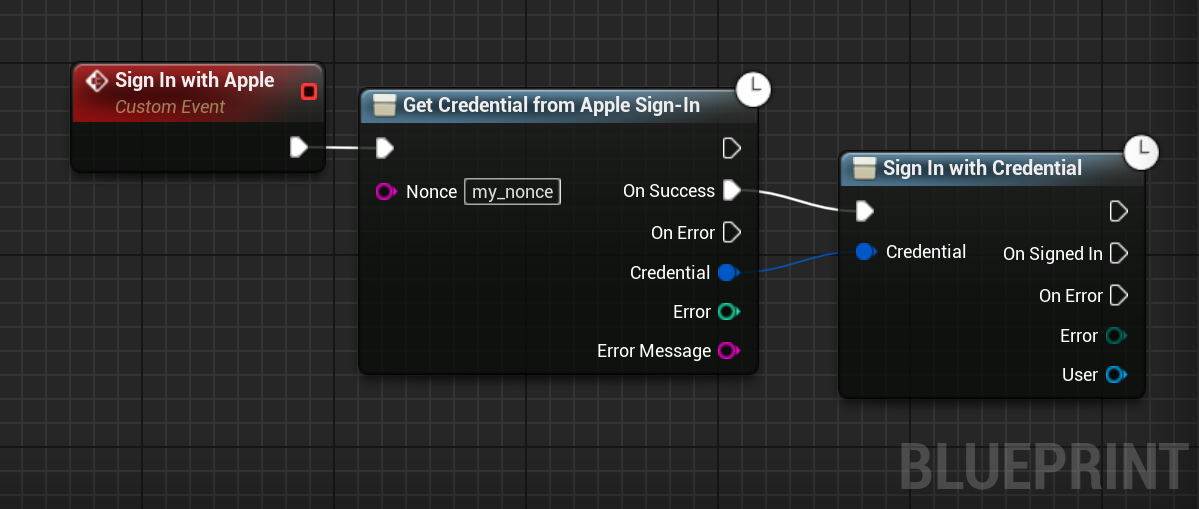 Sign In with Apple
Custom Event
Get Credential from Apple Sign-In
Nonce my_nonce
On Success
On Error
Credential
Error
Error Message
Sign In with Credential
Credential
On Signed In
On Error
Error
User
BLUEPRINT